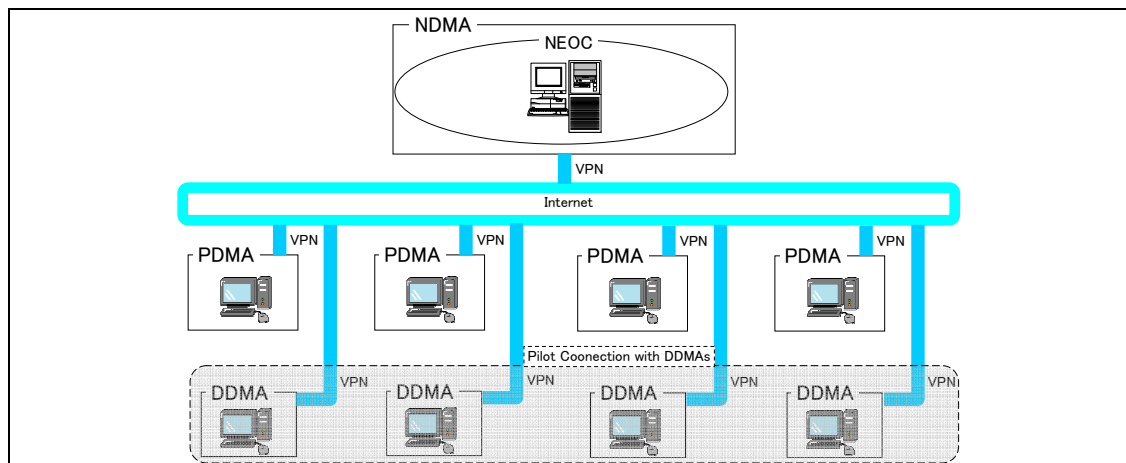 NDMA
NEOC
VPN
Internet
VPN
VPN
VPN
VPN
PDMA
PDMA
PDMA
PDMA
Pilot Coonection with DDMAs
VPN
VPN
VPN
VPN
DDMA
DDMA
DDMA
DDMA